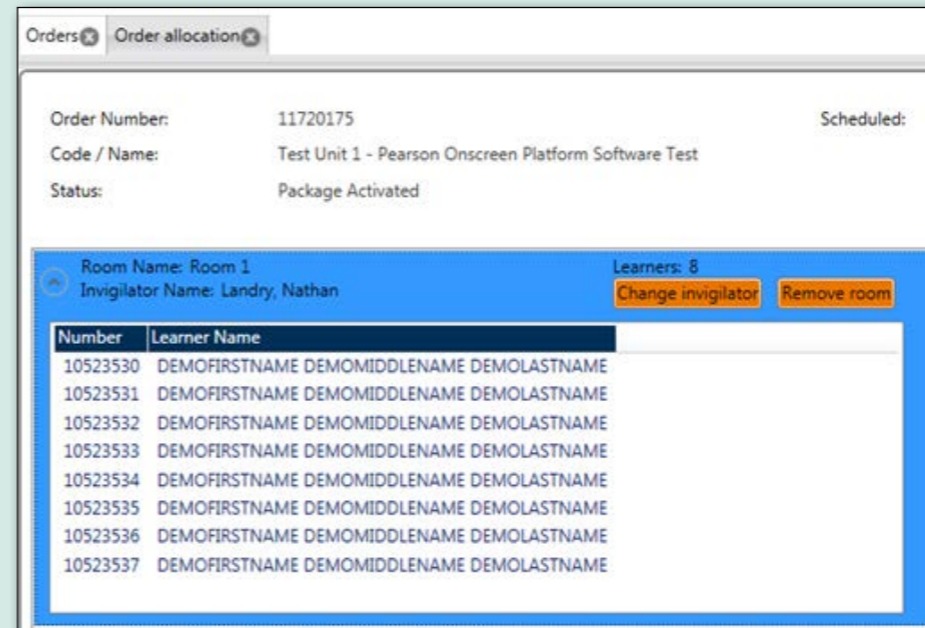 Orders Order allocation
Order Number: 11720175 Scheduled:
Code / Name: Test Unit 1 - Pearson Onscreen Platform Software Test
Status: Package Activated
Room Name: Room 1 Learners: 8
Invigilator Name: Landry, Nathan Change invigilator Remove room
Number Learner Name
10523530 DEMOFIRSTNAME DEMOMIDDLENAME DEMOLASTNAME
10523531 DEMOFIRSTNAME DEMOMIDDLENAME DEMOLASTNAME
10523532 DEMOFIRSTNAME DEMOMIDDLENAME DEMOLASTNAME
10523533 DEMOFIRSTNAME DEMOMIDDLENAME DEMOLASTNAME
10523534 DEMOFIRSTNAME DEMOMIDDLENAME DEMOLASTNAME
10523535 DEMOFIRSTNAME DEMOMIDDLENAME DEMOLASTNAME
10523536 DEMOFIRSTNAME DEMOMIDDLENAME DEMOLASTNAME
10523537 DEMOFIRSTNAME DEMOMIDDLENAME DEMOLASTNAME